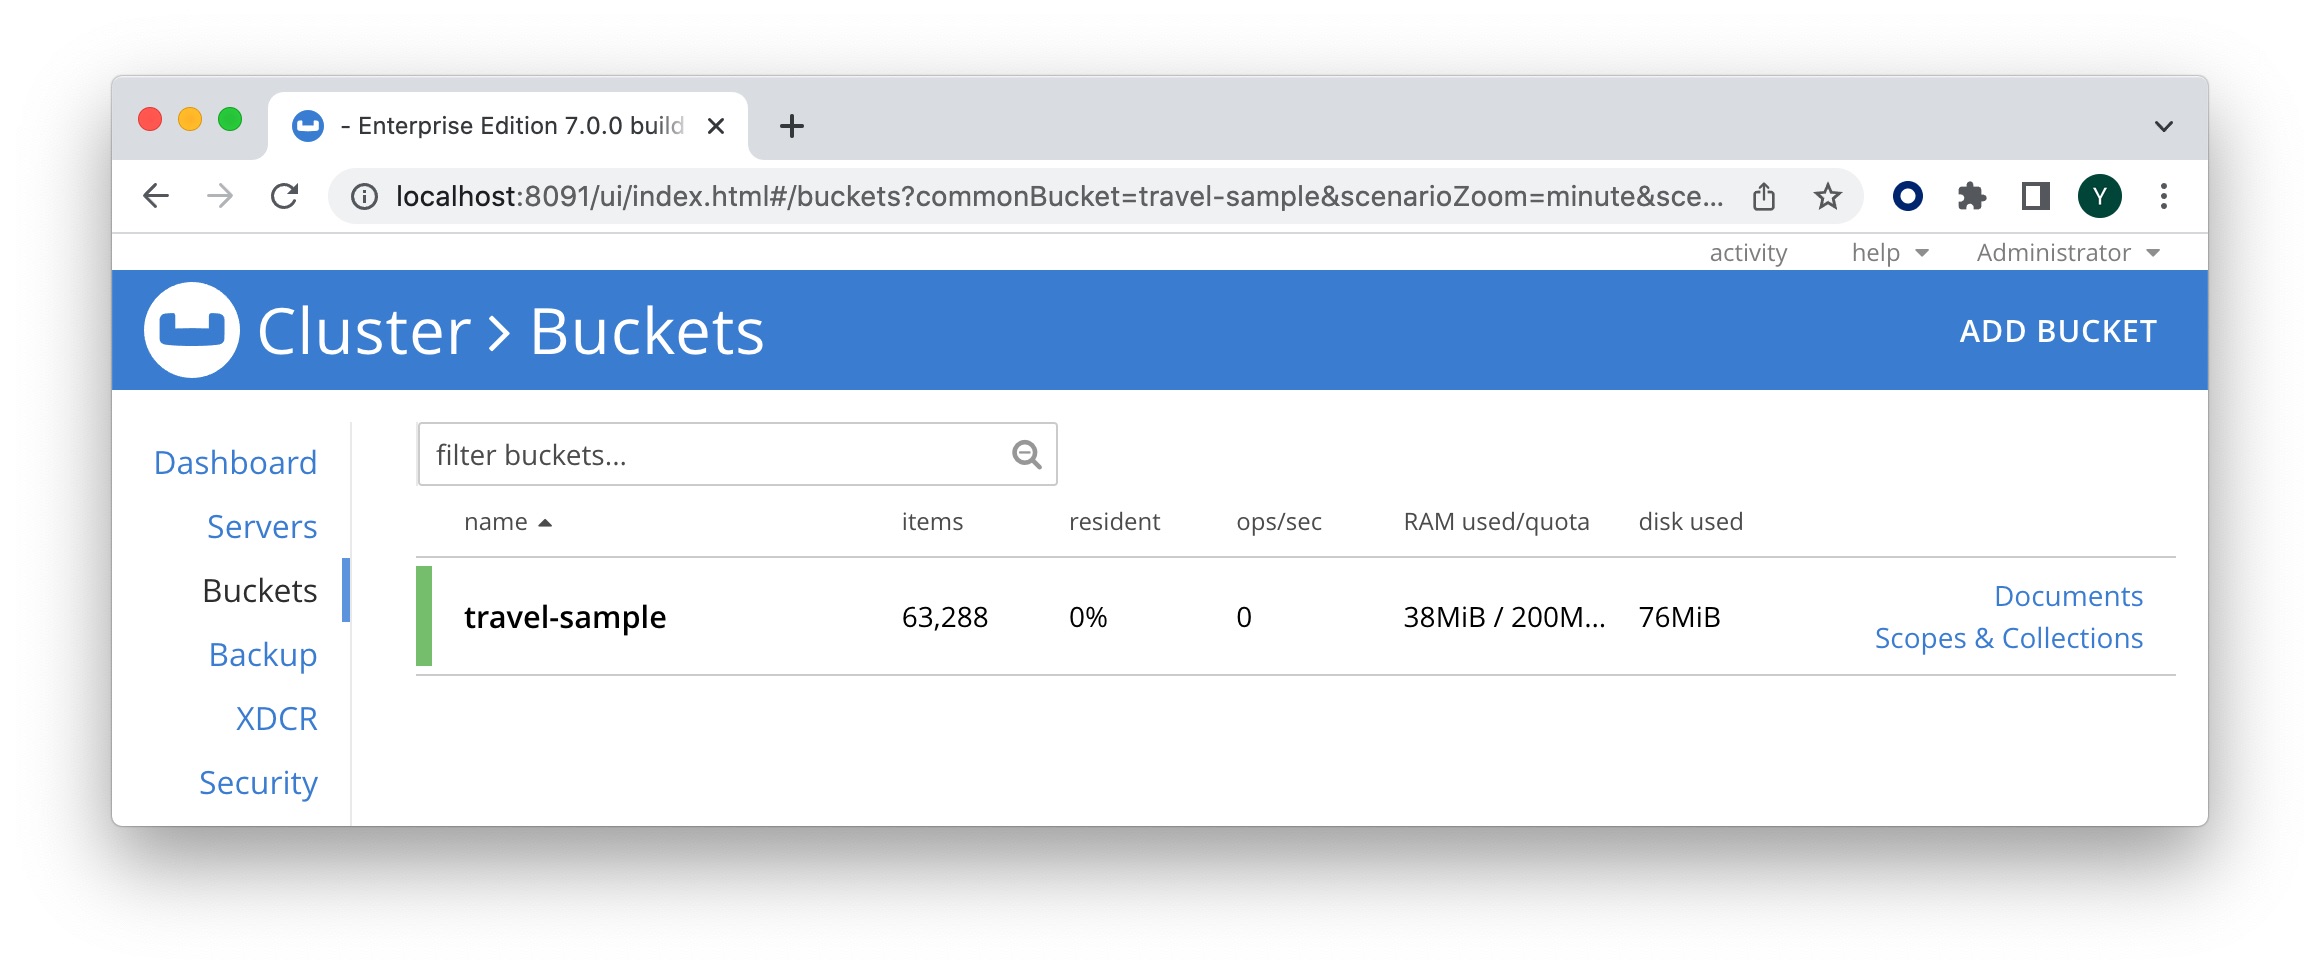 - Enterprise Edition 7.0.0 build
localhost:8091/ui/index.html#/buckets?commonBucket=travel-sample&scenarioZoom=minute&sce...
Y
activity help Administrator
Cluster > Buckets
ADD BUCKET
Dashboard
Servers
Buckets
Backup
XDCR
Security
filter buckets...
name items resident ops/sec RAM used/quota disk used
travel-sample 63,288 0% 0 38MiB / 200M... 76MiB
Documents
Scopes & Collections